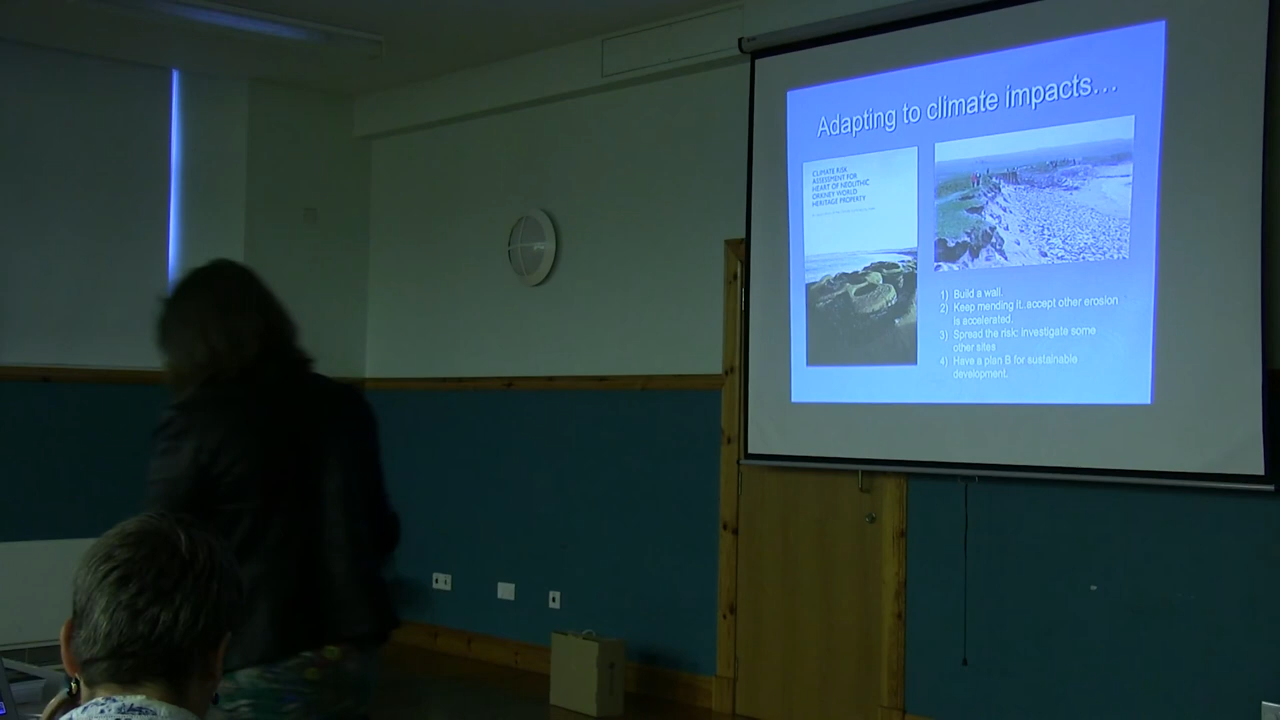 Adapting to climate impacts…
CLIMATE RISK
ASSESSMENT FOR
HEART OF NEOLITHIC
ORKNEY WORLD
HERITAGE PROPERTY
1) Build a wall.
2) Keep mending it..accept other erosion
is accelerated.
3) Spread the risk: investigate some
other sites
4) Have a plan B for sustainable
development.